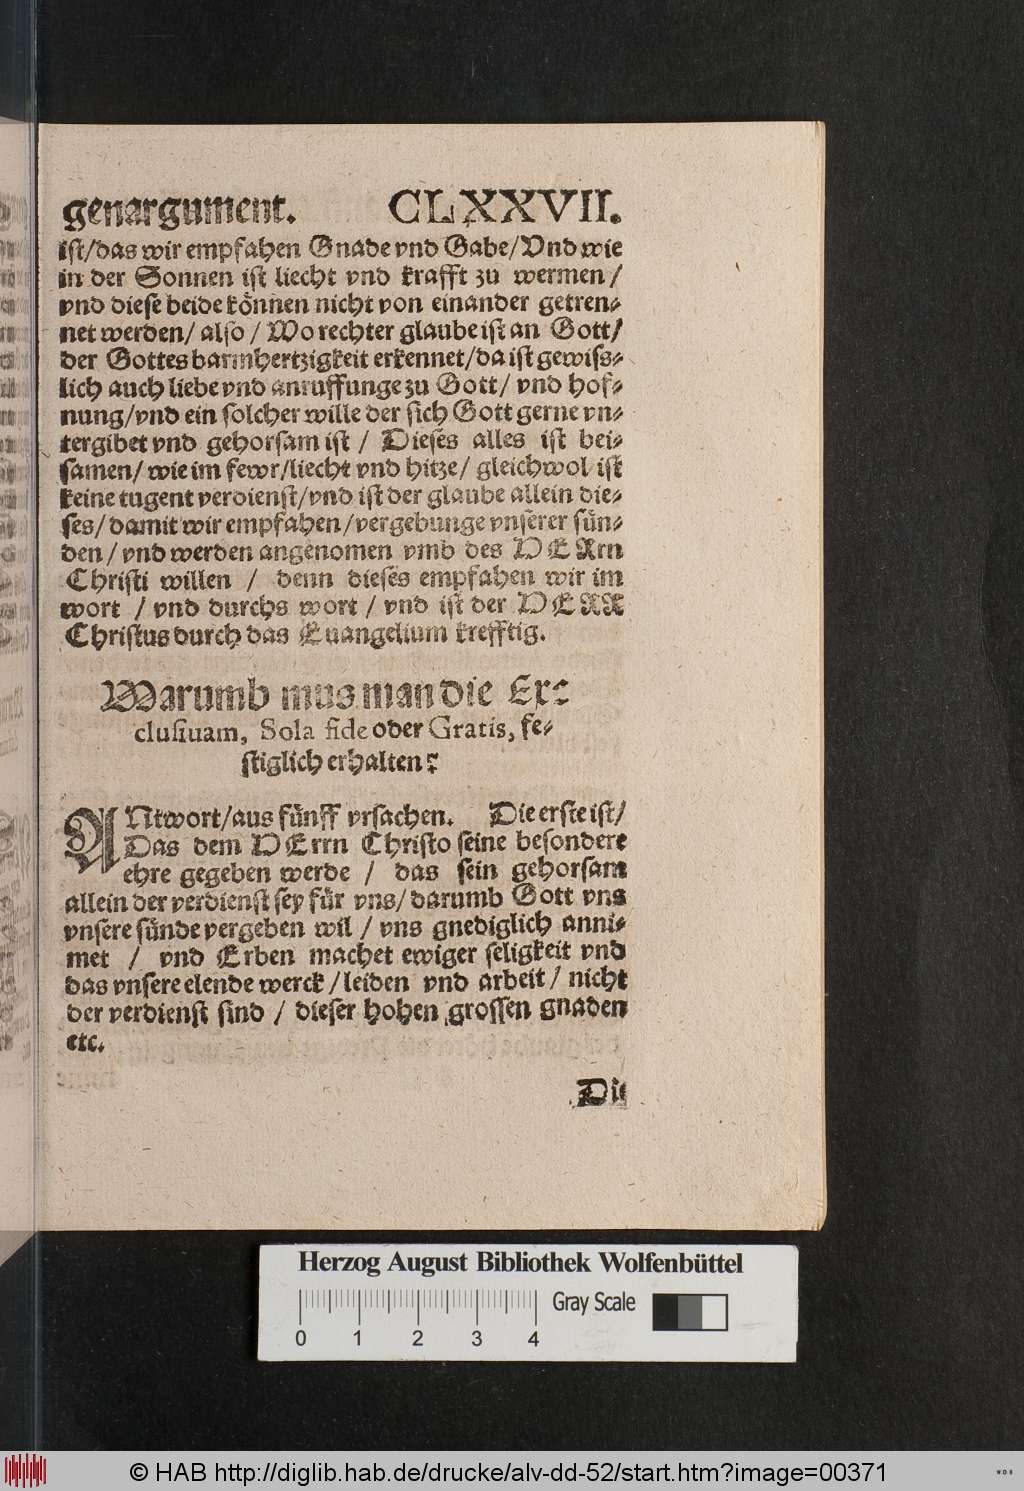 genargument. CLXXVII.
ist/das wir empfahen Gnade vnd Gabe/Vnd wie
in der Sonnen ist liecht vnd krafft zu wermen/
vnd diese beide können nicht von einander getren-
net werden/ also/ Wo rechter glaube ist an Gott/
der Gottes barmhertzigkeit erkennet/da ist gewiss-
lich auch liebe vnd anruffunge zu Gott/ vnd hof-
nung/vnd ein solcher wille der sich Gott gerne vn-
tergibet vnd gehorsam ist / Dieses alles ist bei-
samen/ wie im fewr/liecht vnd hitze/ gleichwol ist
keine tugent verdienst/vnd ist der glaube allein die-
ses/damit wir empfahen/vergebunge vnserer sün-
den/vnd werden angenomen vmb des HERrn
Christi willen / denn dieses empfahen wir im
wort / vnd durchs wort / vnd ist der HERR
Christus durch das Euangelium krefftig.
Warumb mus man die Ex-
clusiuam, Sola fide oder Gratis, fe-
stiglich erhalten?
ANtwort/aus fünff vrsachen. Die erste ist/
Das dem HErrn Christo seine besondere
ehre gegeben werde / das sein gehorsam
allein der verdienst sey für vns/ darumb Gott vns
vnsere sünde vergeben wil / vns gnediglich anni-
met / vnd Erben machet ewiger seligkeit vnd
das vnsere elende werck/leiden vnd arbeit/ nicht
der verdienst sind / dieser hohen grossen gnaden
etc.
Die
Herzog August Bibliothek Wolfenbüttel
0 1 2 3 4 Gray Scale
© HAB http://diglib.hab.de/drucke/alv-dd-52/start.htm?image=00371